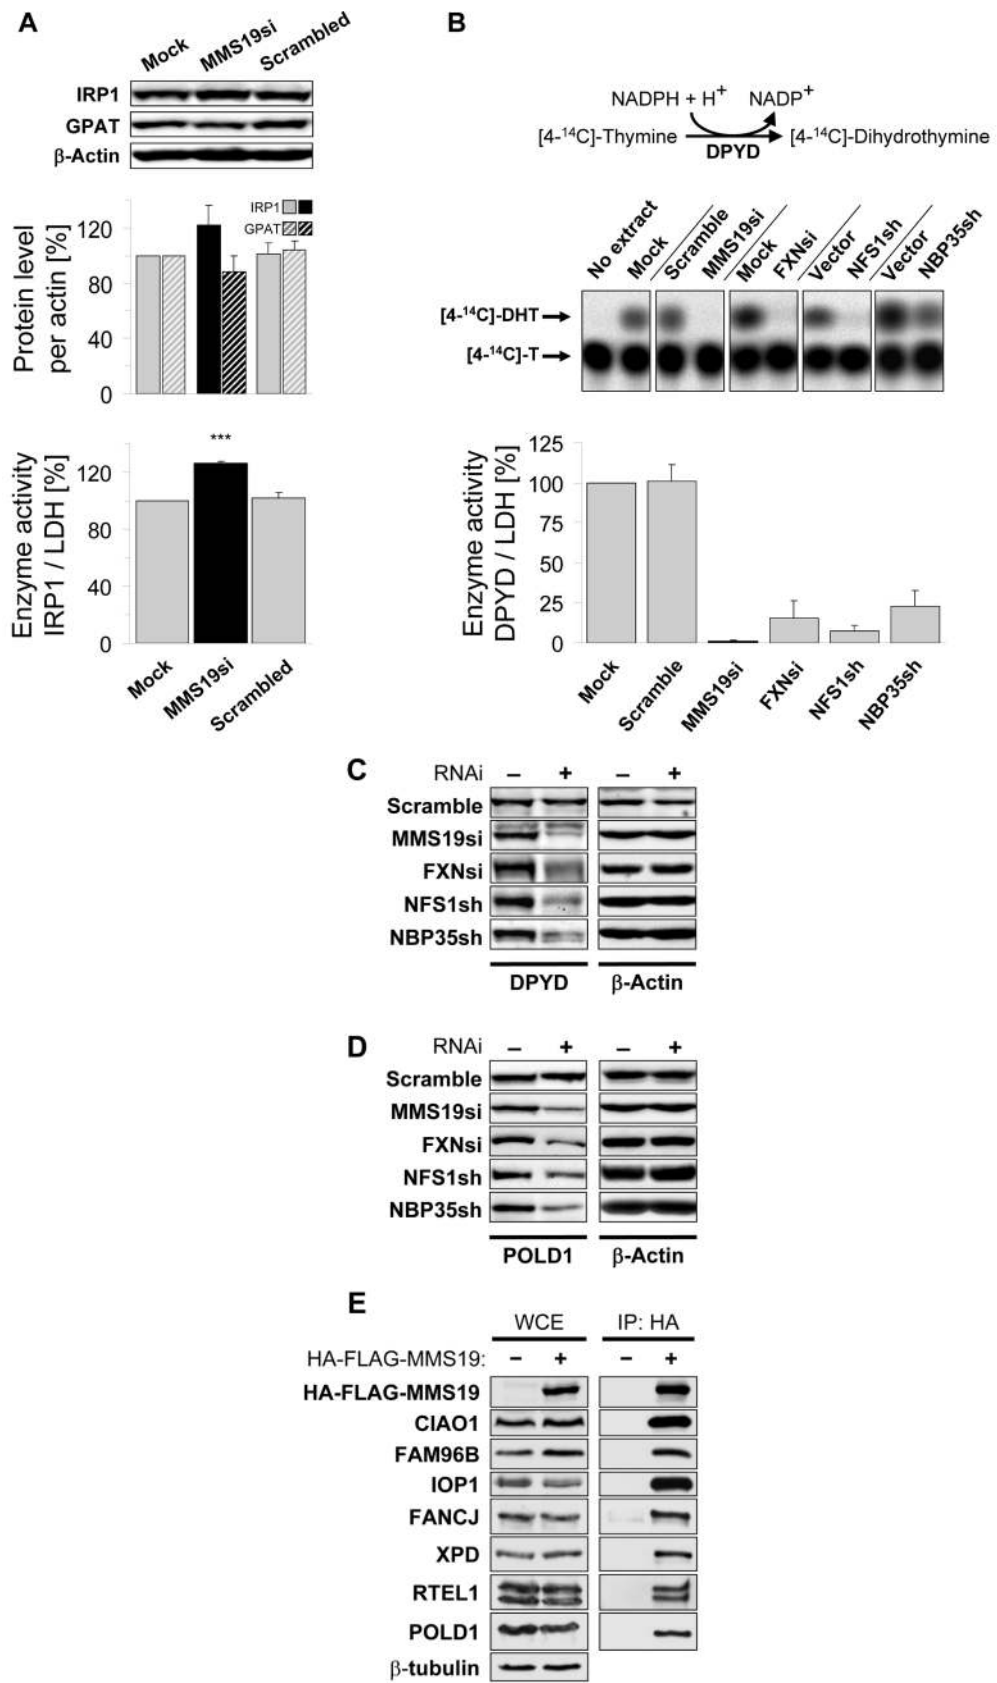 A
Mock
MMS19si
Scrambled
IRP1
GPAT
β-Actin
Protein level
per actin [%]
120
80
40
0
IRP1
GPAT
Enzyme activity
IRP1 / LDH [%]
120
80
40
0
***
Mock
MMS19si
Scrambled
B
NADPH + H+
NADP+
[4-14C]-Thymine
[4-14C]-Dihydrothymine
DPYD
No extract
Mock
Scramble
MMS19si
Mock
FXNsi
Vector
NFS1sh
Vector
NBP35sh
[4-14C]-DHT
[4-14C]-T
Enzyme activity
DPYD / LDH [%]
125
100
75
50
25
0
Mock
Scramble
MMS19si
FXNsi
NFS1sh
NBP35sh
C
RNAi – + – +
Scramble
MMS19si
FXNsi
NFS1sh
NBP35sh
DPYD β-Actin
D
RNAi – + – +
Scramble
MMS19si
FXNsi
NFS1sh
NBP35sh
POLD1 β-Actin
E
WCE IP: HA
HA-FLAG-MMS19: – + – +
HA-FLAG-MMS19
CIAO1
FAM96B
IOP1
FANCJ
XPD
RTEL1
POLD1
β-tubulin